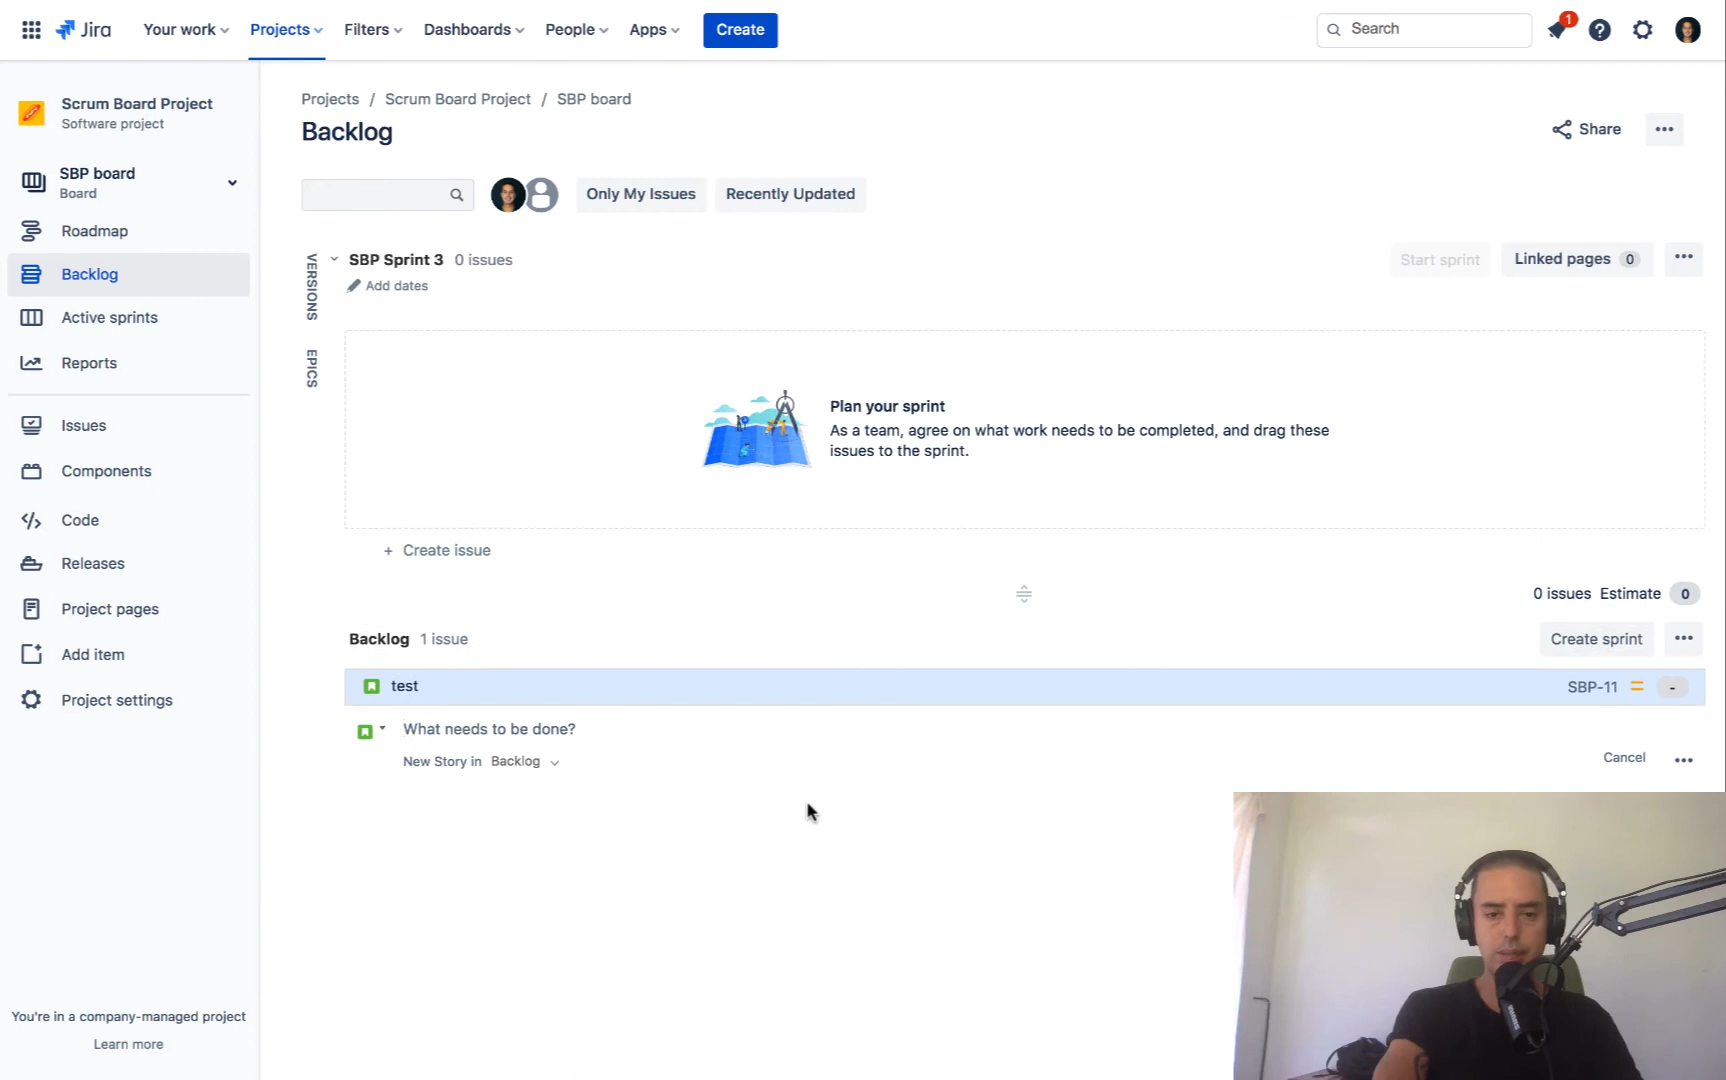 Jira
Your work
Projects
Filters
Dashboards
People
Apps
Create
Search
1
Scrum Board Project
Software project
SBP board
Board
Roadmap
Backlog
Active sprints
Reports
Issues
Components
Code
Releases
Project pages
Add item
Project settings
You're in a company-managed project
Learn more
Projects / Scrum Board Project / SBP board
Backlog
Share
Only My Issues
Recently Updated
VERSIONS
EPICS
SBP Sprint 3 0 issues
Add dates
Start sprint
Linked pages 0
Plan your sprint
As a team, agree on what work needs to be completed, and drag these
issues to the sprint.
+ Create issue
0 issues Estimate 0
Backlog 1 issue
Create sprint
test
SBP-11
-
What needs to be done?
New Story in Backlog
Cancel